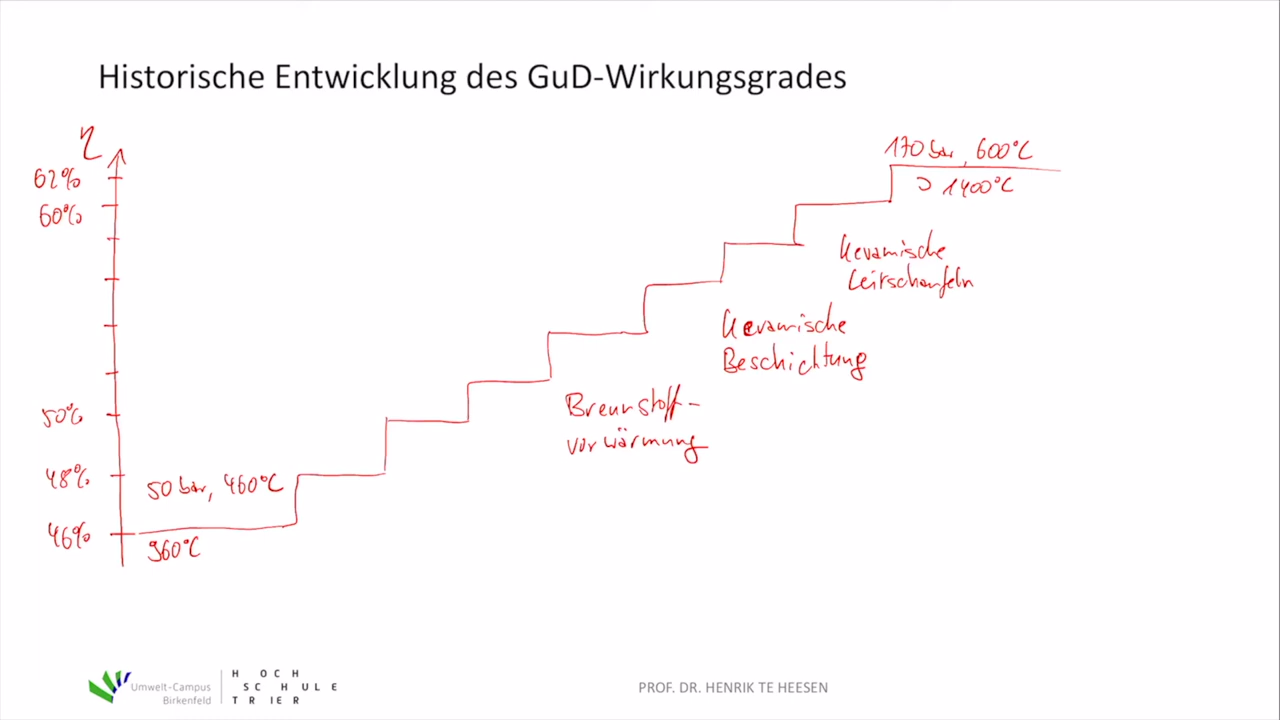 Historische Entwicklung des GuD-Wirkungsgrades
η
62%
60%
50%
48%
46%
50 bar, 460°C
960°C
Brennstoff-
vorwärmung
Keramische
Beschichtung
Keramische
Leitschaufeln
170 bar, 600°C
> 1400°C
Umwelt-Campus
Birkenfeld
HOCH
SCHULE
TRIER
PROF. DR. HENRIK TE HEESEN